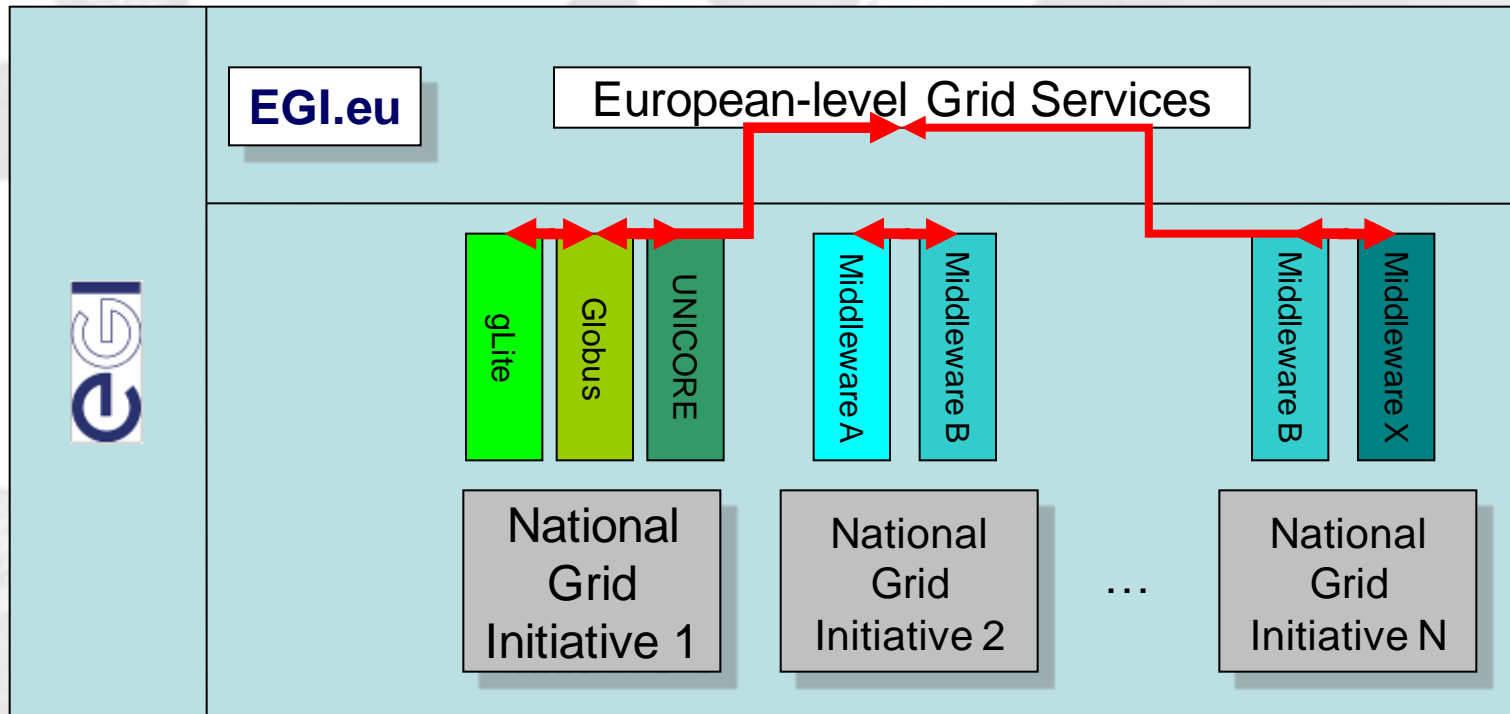 EGI.eu
European-level Grid Services
egi
gLite
Globus
UNICORE
Middleware A
Middleware B
Middleware B
Middleware X
National
Grid
Initiative 1
National
Grid
Initiative 2
...
National
Grid
Initiative N